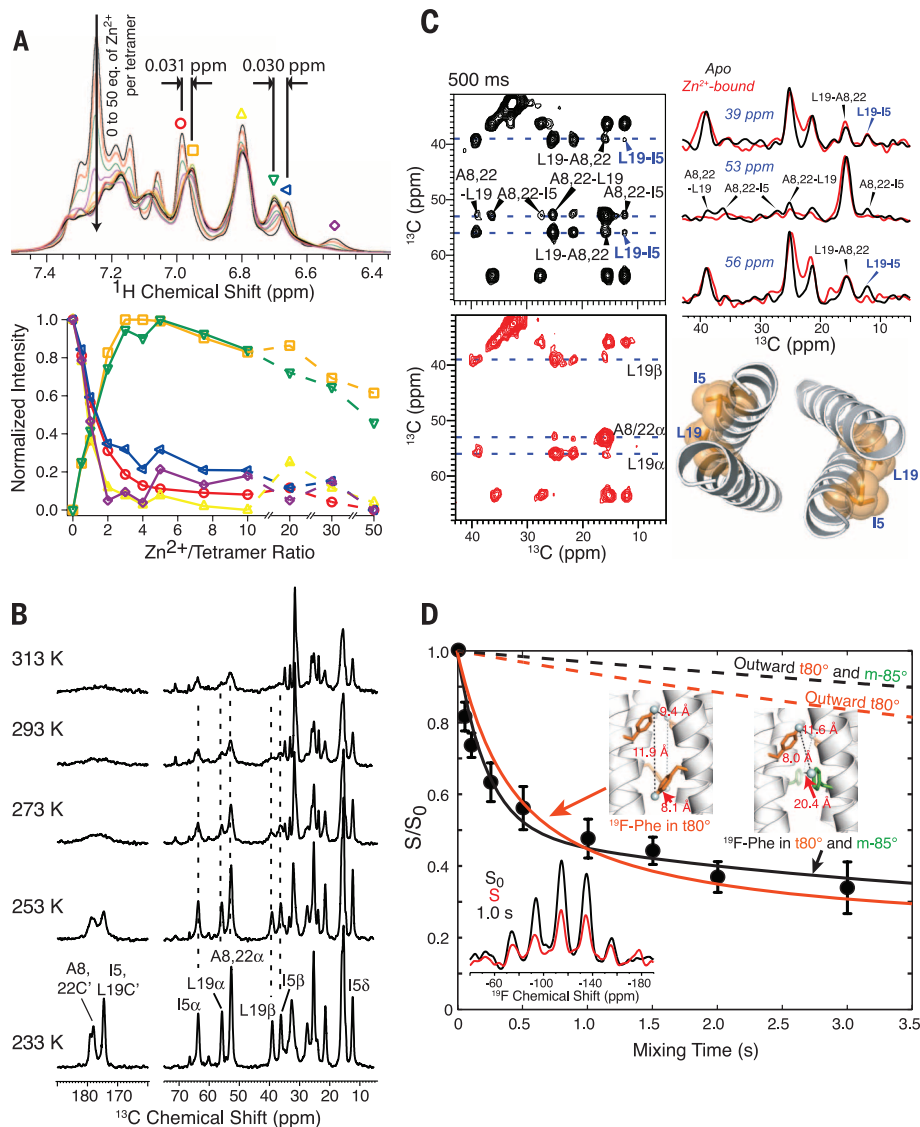 A
0 to 50 eq. of Zn2+
per tetramer
0.031 ppm
0.030 ppm
7.4
7.2
7.0
6.8
6.6
6.4
1H Chemical Shift (ppm)
Normalized Intensity
1.0
0.8
0.6
0.4
0.2
0.0
0
2
4
6
8
10
20
30
50
Zn2+/Tetramer Ratio
B
313 K
293 K
273 K
253 K
233 K
A8,
22C'
I5,
L19C'
I5α
L19α
A8,22α
L19β
I5β
I5δ
180
170
70
60
50
40
30
20
10
13C Chemical Shift (ppm)
C
500 ms
40
50
60
13C (ppm)
L19-A8,22
L19-I5
A8,22
-L19
A8,22-I5
A8,22-L19
A8,22-I5
L19-A8,22
L19-I5
40
50
60
13C (ppm)
L19β
A8/22α
L19α
40
30
20
10
13C (ppm)
Apo
Zn2+-bound
39 ppm
L19-A8,22
L19-I5
53 ppm
A8,22
-L19
A8,22-I5
A8,22-L19
A8,22-I5
56 ppm
L19-A8,22
L19-I5
40
30
20
10
13C (ppm)
I5
L19
L19
I5
D
S/S0
1.0
0.8
0.6
0.4
0.2
0
Outward t80° and m-85°
Outward t80°
9.4 Å
11.9 Å
8.1 Å
19F-Phe in t80°
11.6 Å
8.0 Å
20.4 Å
19F-Phe in t80° and m-85°
S0
S
1.0 s
-60
-100
-140
-180
19F Chemical Shift (ppm)
0.0
0.5
1.0
1.5
2.0
2.5
3.0
3.5
Mixing Time (s)